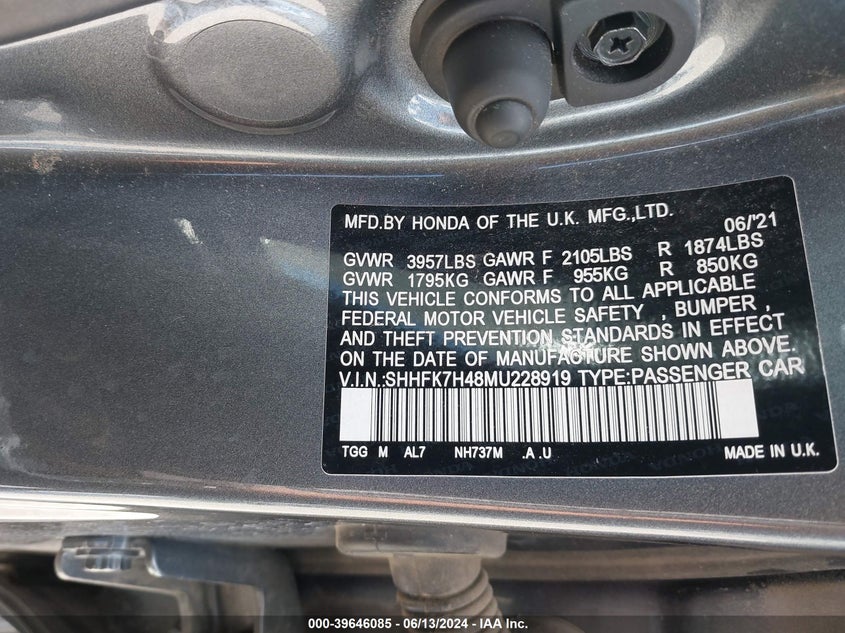 MFD.BY HONDA OF THE U.K. MFG.,LTD.
06/'21
GVWR 3957LBS GAWR F 2105LBS R 1874LBS
GVWR 1795KG GAWR F 955KG R 850KG
THIS VEHICLE CONFORMS TO ALL APPLICABLE
FEDERAL MOTOR VEHICLE SAFETY , BUMPER ,
AND THEFT PREVENTION STANDARDS IN EFFECT
ON THE DATE OF MANUFACTURE SHOWN ABOVE.
V.I.N.:SHHFK7H48MU228919 TYPE:PASSENGER CAR
TGG M AL7 NH737M .A .U MADE IN U.K.
000-39646085 - 06/13/2024 - IAA Inc.